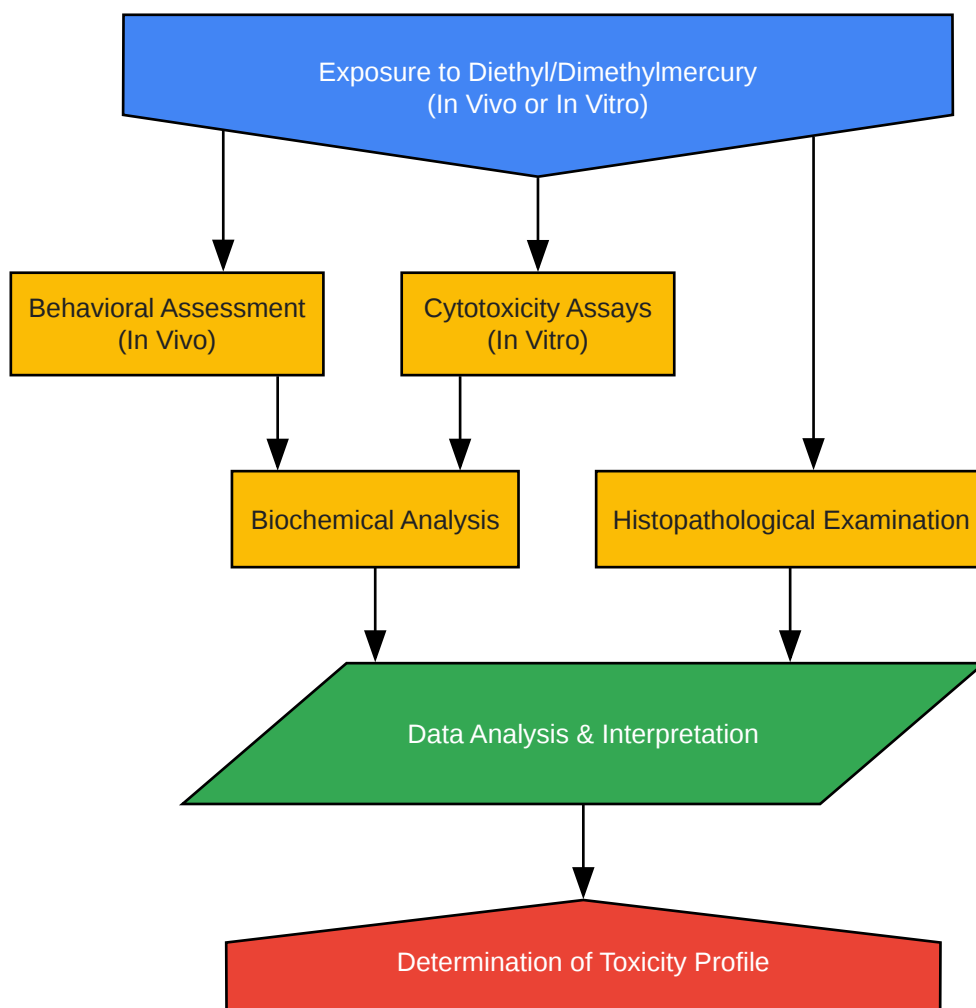 Exposure to Diethyl/Dimethylmercury
(In Vivo or In Vitro)
Behavioral Assessment
(In Vivo)
Cytotoxicity Assays
(In Vitro)
Biochemical Analysis
Histopathological Examination
Data Analysis & Interpretation
Determination of Toxicity Profile